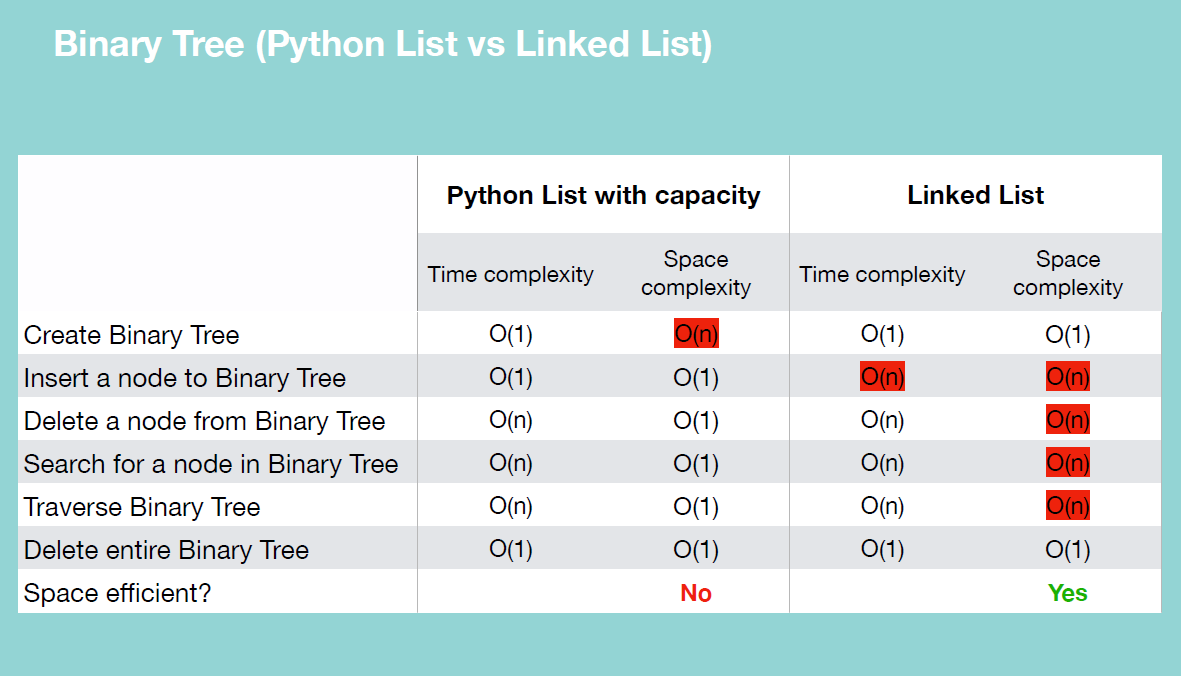 Binary Tree (Python List vs Linked List)
Python List with capacity Linked List
Time complexity Space complexity Time complexity Space complexity
Create Binary Tree O(1) O(n) O(1) O(1)
Insert a node to Binary Tree O(1) O(1) O(n) O(n)
Delete a node from Binary Tree O(n) O(1) O(n) O(n)
Search for a node in Binary Tree O(n) O(1) O(n) O(n)
Traverse Binary Tree O(n) O(1) O(n) O(n)
Delete entire Binary Tree O(1) O(1) O(1) O(1)
Space efficient? No Yes